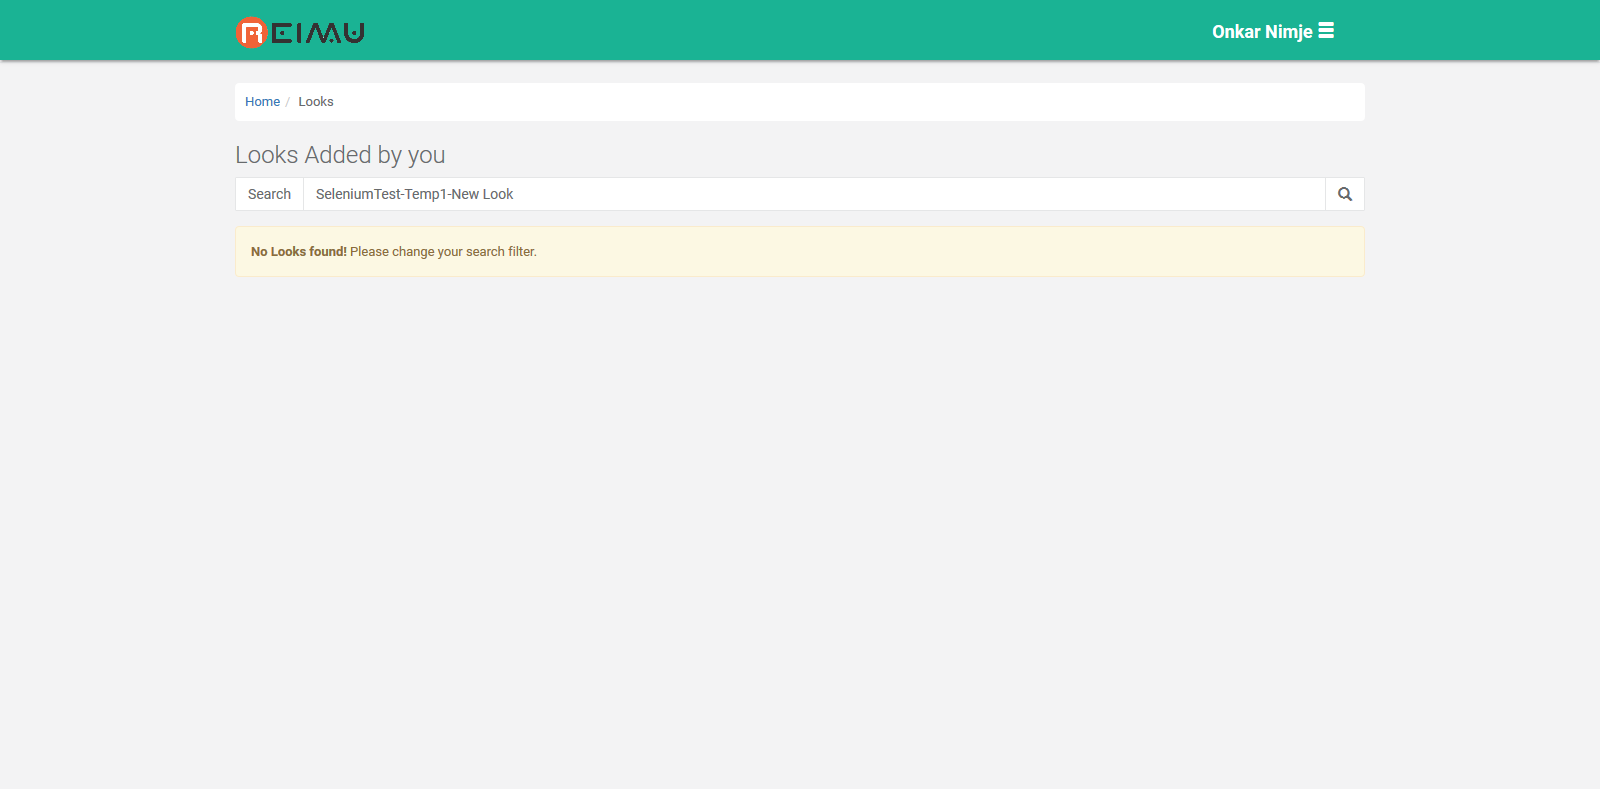 REIMU
Onkar Nimje
Home / Looks
Looks Added by you
Search SeleniumTest-Temp1-New Look
No Looks found! Please change your search filter.